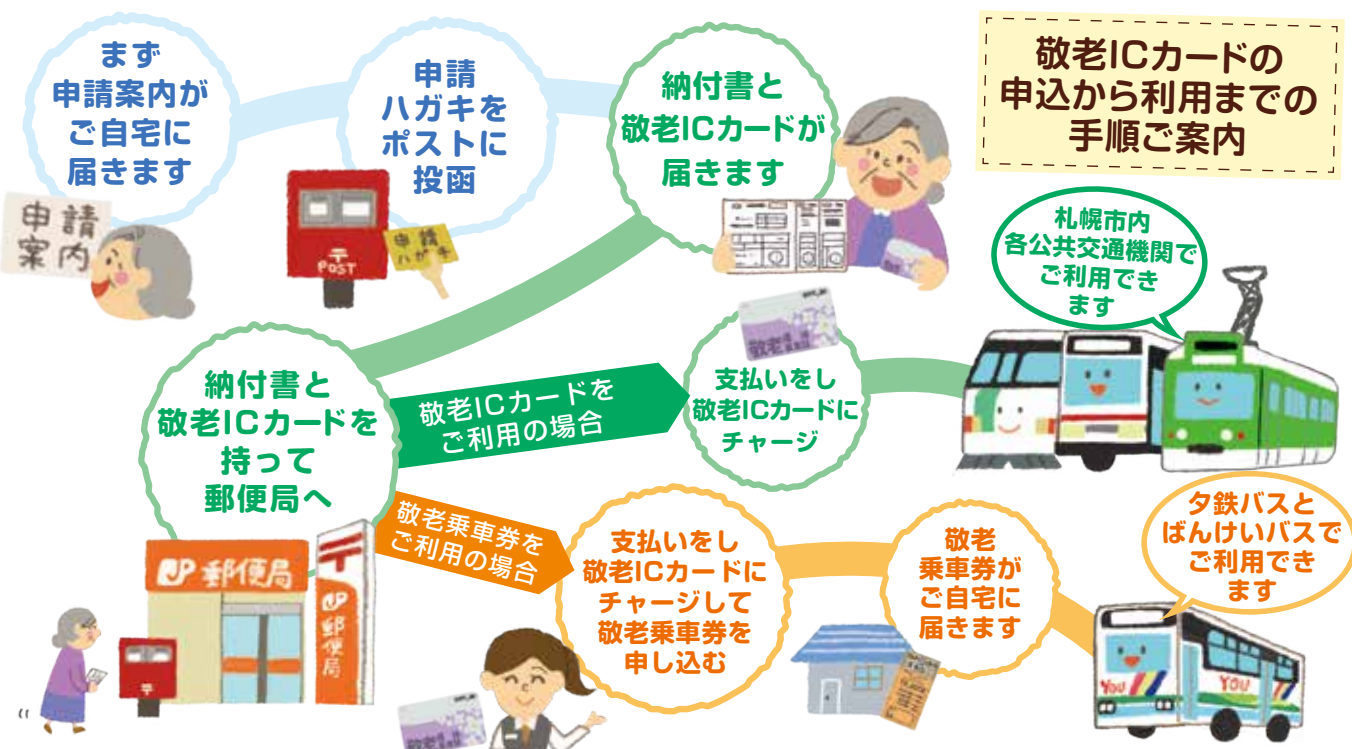 敬老ICカードの
申込から利用までの
手順ご案内
まず
申請案内が
ご自宅に
届きます
申請
案内
申請
ハガキを
ポストに
投函
〒
POST
申請
ハガキ
納付書と
敬老ICカードが
届きます
納付書と
敬老ICカードを
持って
郵便局へ
JP 郵便局
〒
JP
郵便局
〒
敬老ICカードを
ご利用の場合
敬老
支払いをし
敬老ICカードに
チャージ
札幌市内
各公共交通機関で
ご利用でき
ます
敬老乗車券を
ご利用の場合
支払いをし
敬老ICカードに
チャージして
敬老乗車券を
申し込む
敬老
敬老
乗車券が
ご自宅に
届きます
夕鉄バスと
ばんけいバスで
ご利用でき
ます
YOU
YOU